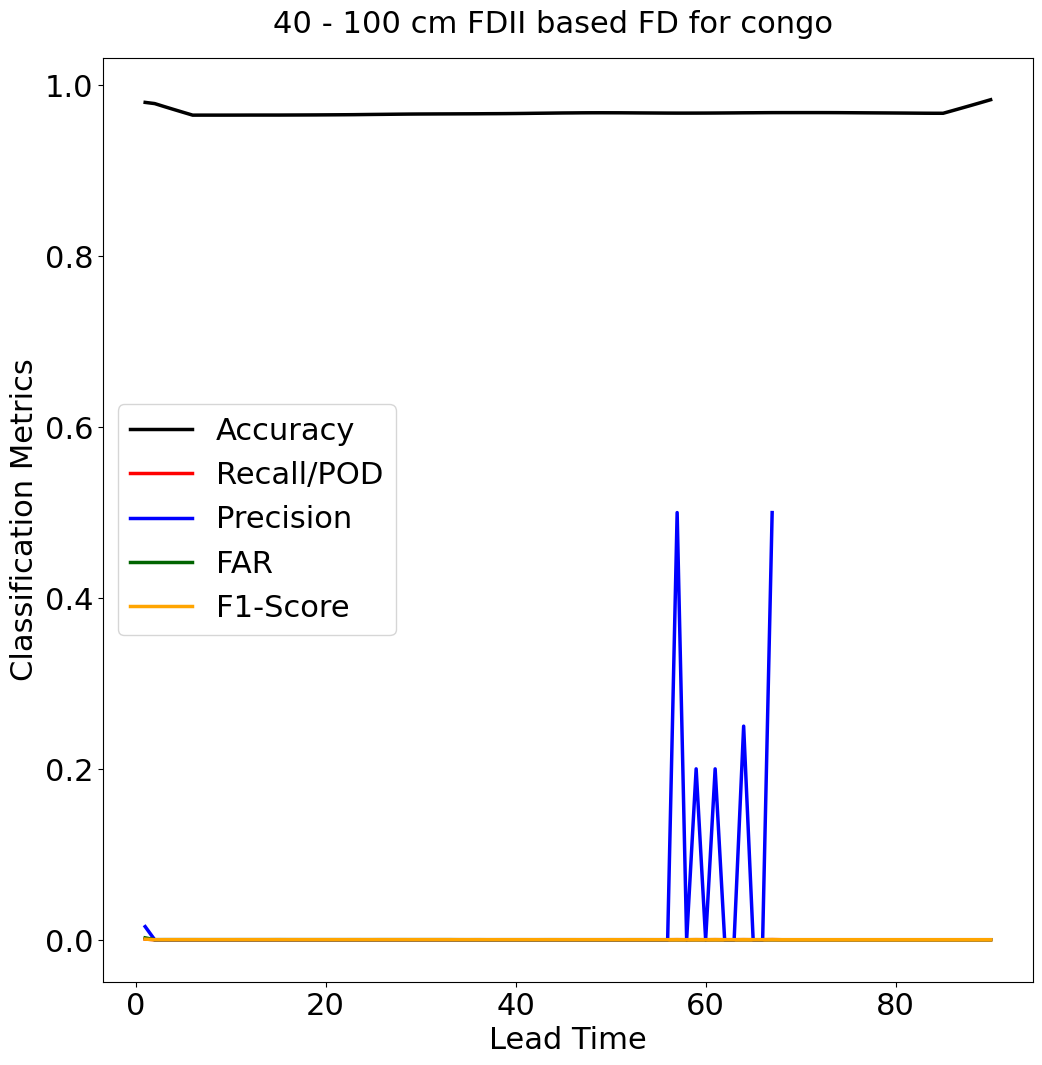 40 - 100 cm FDII based FD for congo
1.0
0.8
0.6
0.4
0.2
0.0
Classification Metrics
Accuracy
Recall/POD
Precision
FAR
F1-Score
0 20 40 60 80
Lead Time